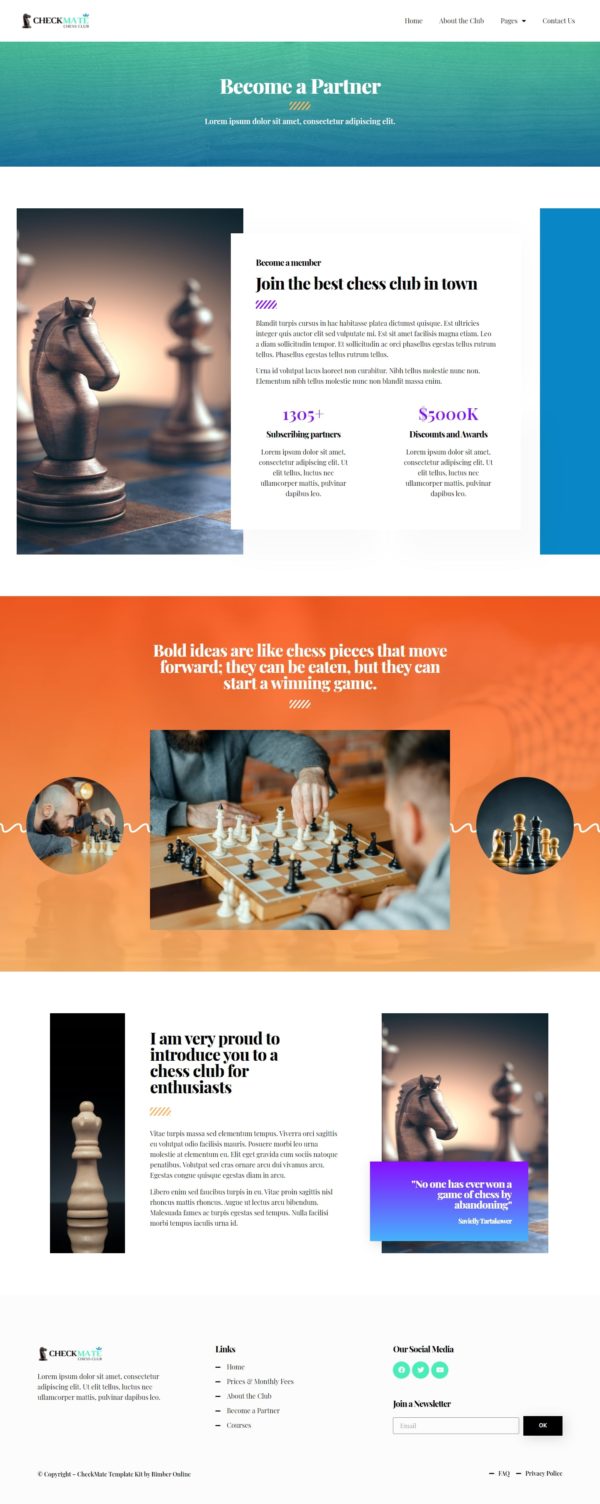 CHECKMATE
CHESS CLUB
Home
About the Club
Pages
Contact Us
Become a Partner
Lorem ipsum dolor sit amet, consectetur adipiscing elit.
Become a member
Join the best chess club in town
Blandit turpis cursus in hac habitasse platea dictumst quisque. Est ultricies
integer quis auctor elit sed vulputate mi. Est sit amet facilisis magna etiam. Leo
a diam sollicitudin tempor. Et sollicitudin ac orci phasellus egestas tellus rutrum
tellus. Phasellus egestas tellus rutrum tellus.
Urna id volutpat lacus laoreet non curabitur. Nibh tellus molestie nunc non.
Elementum nibh tellus molestie nunc non blandit massa enim.
1305+
Subscribing partners
Lorem ipsum dolor sit amet,
consectetur adipiscing elit. Ut
elit tellus, luctus nec
ullamcorper mattis, pulvinar
dapibus leo.
$5000K
Discounts and Awards
Lorem ipsum dolor sit amet,
consectetur adipiscing elit. Ut
elit tellus, luctus nec
ullamcorper mattis, pulvinar
dapibus leo.
Bold ideas are like chess pieces that move
forward; they can be eaten, but they can
start a winning game.
I am very proud to
introduce you to a
chess club for
enthusiasts
Vitae turpis massa sed elementum tempus. Viverra orci sagittis
eu volutpat odio facilisis mauris. Posuere morbi leo urna
molestie at elementum eu. Elit eget gravida cum sociis natoque
penatibus. Volutpat sed cras ornare arcu dui vivamus arcu.
Egestas congue quisque egestas diam in arcu.
Libero enim sed faucibus turpis in eu. Vitae proin sagittis nisl
rhoncus mattis rhoncus. Augue ut lectus arcu bibendum.
Malesuada fames ac turpis egestas sed tempus. Nulla facilisi
morbi tempus iaculis urna id.
"No one has ever won a
game of chess by
abandoning"
Savielly Tartakower
CHECKMATE
CHESS CLUB
Lorem ipsum dolor sit amet, consectetur
adipiscing elit. Ut elit tellus, luctus nec
ullamcorper mattis, pulvinar dapibus leo.
Links
Home
Prices & Monthly Fees
About the Club
Become a Partner
Courses
Our Social Media
Join a Newsletter
Email
OK
© Copyright – CheckMate Template Kit by Rimber Online
FAQ
Privacy Police